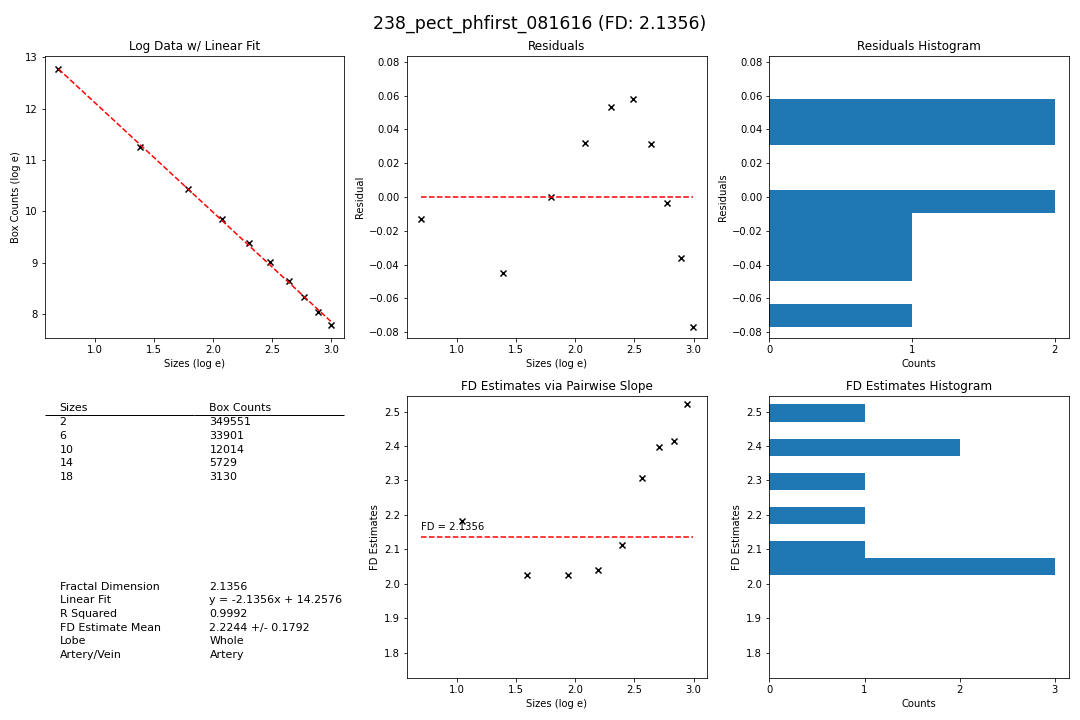 238_pect_phfirst_081616 (FD: 2.1356)
Log Data w/ Linear Fit
13
12
11
10
9
8
Box Counts (log e)
1.0 1.5 2.0 2.5 3.0
Sizes (log e)
Residuals
0.08
0.06
0.04
0.02
0.00
−0.02
−0.04
−0.06
−0.08
Residual
1.0 1.5 2.0 2.5 3.0
Sizes (log e)
Residuals Histogram
0.08
0.06
0.04
0.02
0.00
−0.02
−0.04
−0.06
−0.08
Residuals
0 1 2
Counts
Sizes Box Counts
2 349551
6 33901
10 12014
14 5729
18 3130
Fractal Dimension 2.1356
Linear Fit y = -2.1356x + 14.2576
R Squared 0.9992
FD Estimate Mean 2.2244 +/- 0.1792
Lobe Whole
Artery/Vein Artery
FD Estimates via Pairwise Slope
2.5
2.4
2.3
2.2
2.1
2.0
1.9
1.8
FD Estimates
FD = 2.1356
1.0 1.5 2.0 2.5 3.0
Sizes (log e)
FD Estimates Histogram
2.5
2.4
2.3
2.2
2.1
2.0
1.9
1.8
FD Estimates
0 1 2 3
Counts